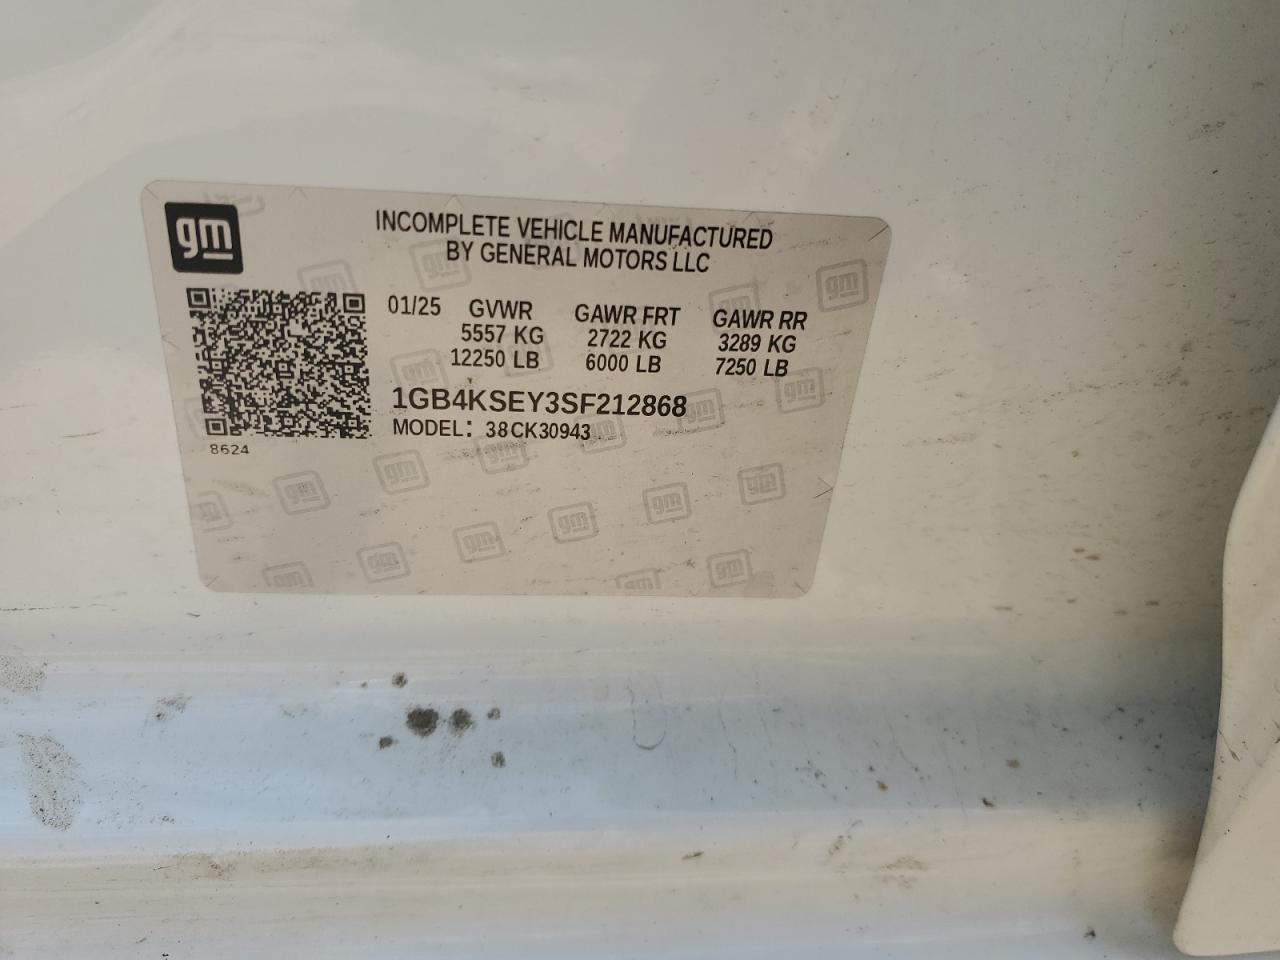 gm
INCOMPLETE VEHICLE MANUFACTURED
BY GENERAL MOTORS LLC
01/25 GVWR GAWR FRT GAWR RR
5557 KG 2722 KG 3289 KG
12250 LB 6000 LB 7250 LB
1GB4KSEY3SF212868
MODEL: 38CK30943
8624